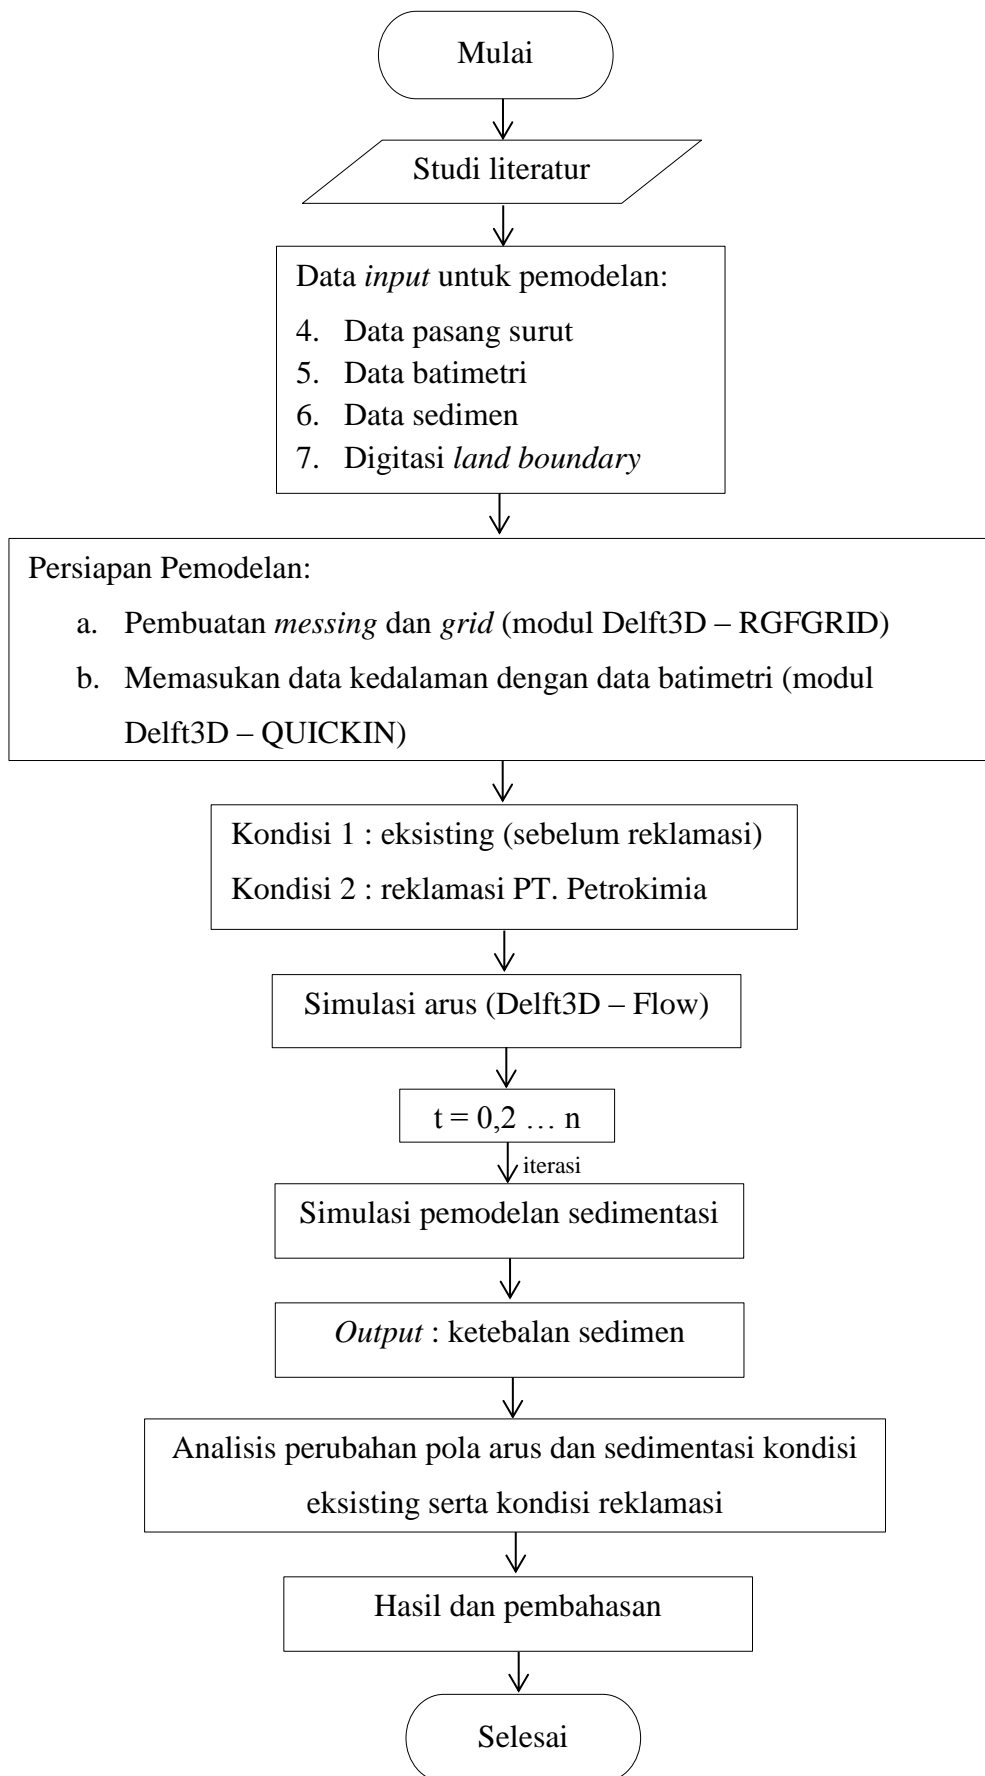 Mulai
Studi literatur
Data input untuk pemodelan:
4. Data pasang surut
5. Data batimetri
6. Data sedimen
7. Digitasi land boundary
Persiapan Pemodelan:
a. Pembuatan messing dan grid (modul Delft3D – RGFGRID)
b. Memasukan data kedalaman dengan data batimetri (modul
Delft3D – QUICKIN)
Kondisi 1 : eksisting (sebelum reklamasi)
Kondisi 2 : reklamasi PT. Petrokimia
Simulasi arus (Delft3D – Flow)
t = 0,2 … n
iterasi
Simulasi pemodelan sedimentasi
Output : ketebalan sedimen
Analisis perubahan pola arus dan sedimentasi kondisi
eksisting serta kondisi reklamasi
Hasil dan pembahasan
Selesai